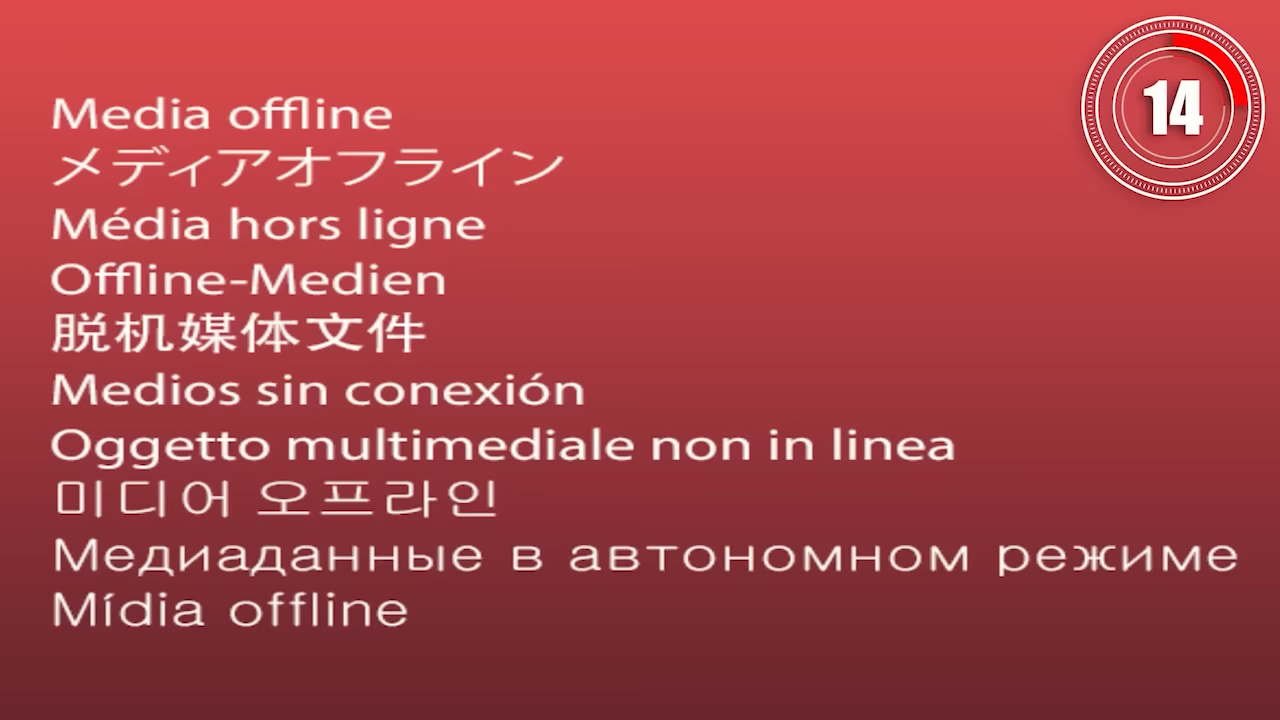 Media offline
メディアオフライン
Média hors ligne
Offline-Medien
脱机媒体文件
Medios sin conexión
Oggetto multimediale non in linea
미디어 오프라인
Медиаданные в автономном режиме
Mídia offline
14